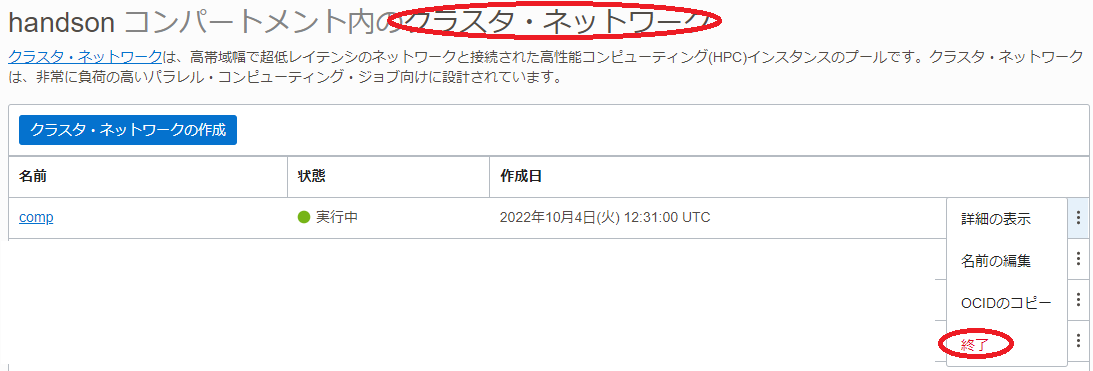 handson コンパートメント内のクラスタ・ネットワーク
クラスタ・ネットワークは、高帯域幅で超低レイテンシのネットワークと接続された高性能コンピューティング(HPC)インスタンスのプールです。クラスタ・ネットワーク
は、非常に負荷の高いパラレル・コンピューティング・ジョブ向けに設計されています。
クラスタ・ネットワークの作成
名前 状態 作成日
comp 実行中 2022年10月4日(火) 12:31:00 UTC
詳細の表示
名前の編集
OCIDのコピー
終了